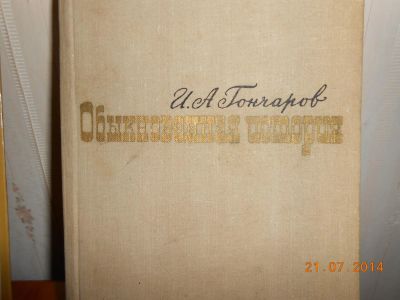 И. А. Гончаров
Обыкновенная история
21.07.2014